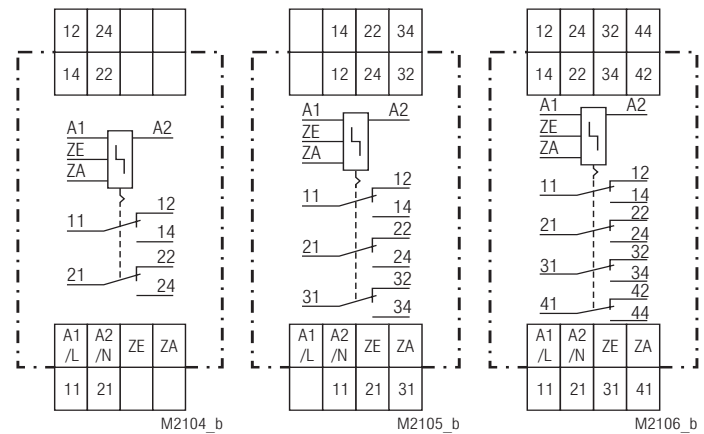 12 24
14 22
A1 A2
ZE
ZA
12
11
14
22
21
24
A1/L A2/N ZE ZA
11 21
M2104_b
14 22 34
12 24 32
A1 A2
ZE
ZA
12
11
14
22
21
24
32
31
34
A1/L A2/N ZE ZA
11 21 31
M2105_b
12 24 32 44
14 22 34 42
A1 A2
ZE
ZA
12
11
14
22
21
24
32
31
34
42
41
44
A1/L A2/N ZE ZA
11 21 31 41
M2106_b